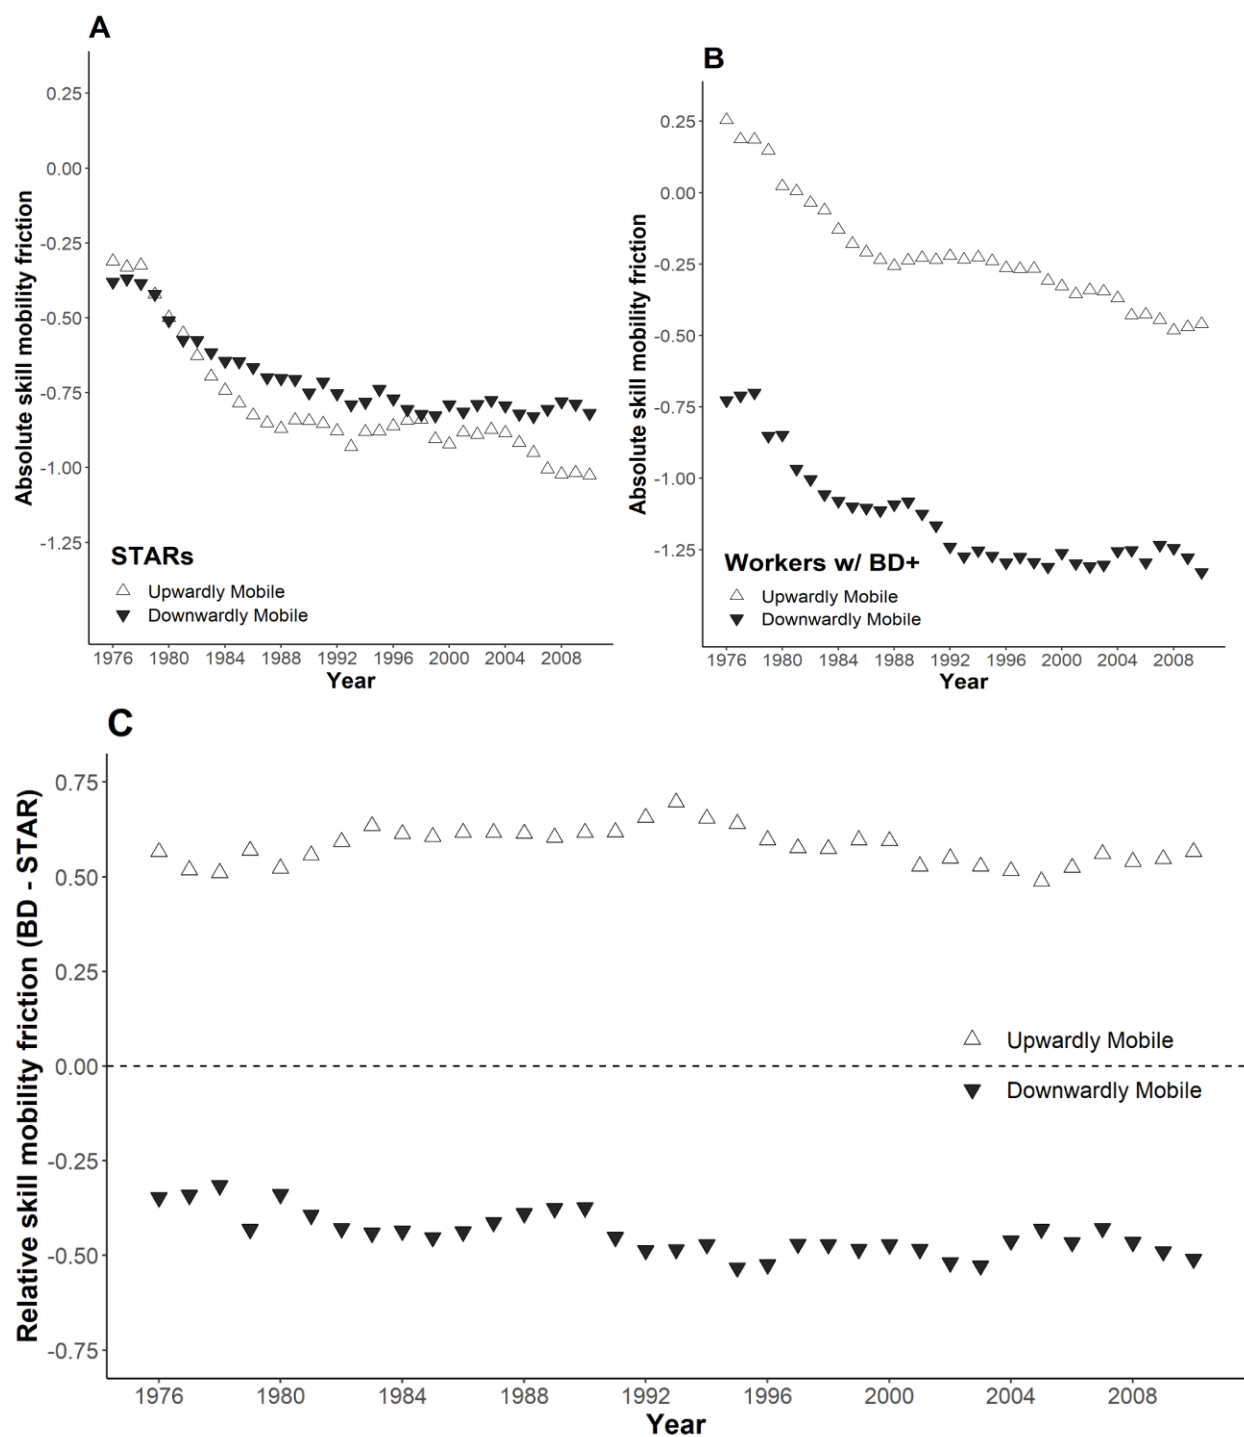 A
Absolute skill mobility friction
0.25
0.00
-0.25
-0.50
-0.75
-1.00
-1.25
STARs
Upwardly Mobile
Downwardly Mobile
1976 1980 1984 1988 1992 1996 2000 2004 2008
Year
B
Absolute skill mobility friction
0.25
0.00
-0.25
-0.50
-0.75
-1.00
-1.25
Workers w/ BD+
Upwardly Mobile
Downwardly Mobile
1976 1980 1984 1988 1992 1996 2000 2004 2008
Year
C
Relative skill mobility friction (BD - STAR)
0.75
0.50
0.25
0.00
-0.25
-0.50
-0.75
Upwardly Mobile
Downwardly Mobile
1976 1980 1984 1988 1992 1996 2000 2004 2008
Year